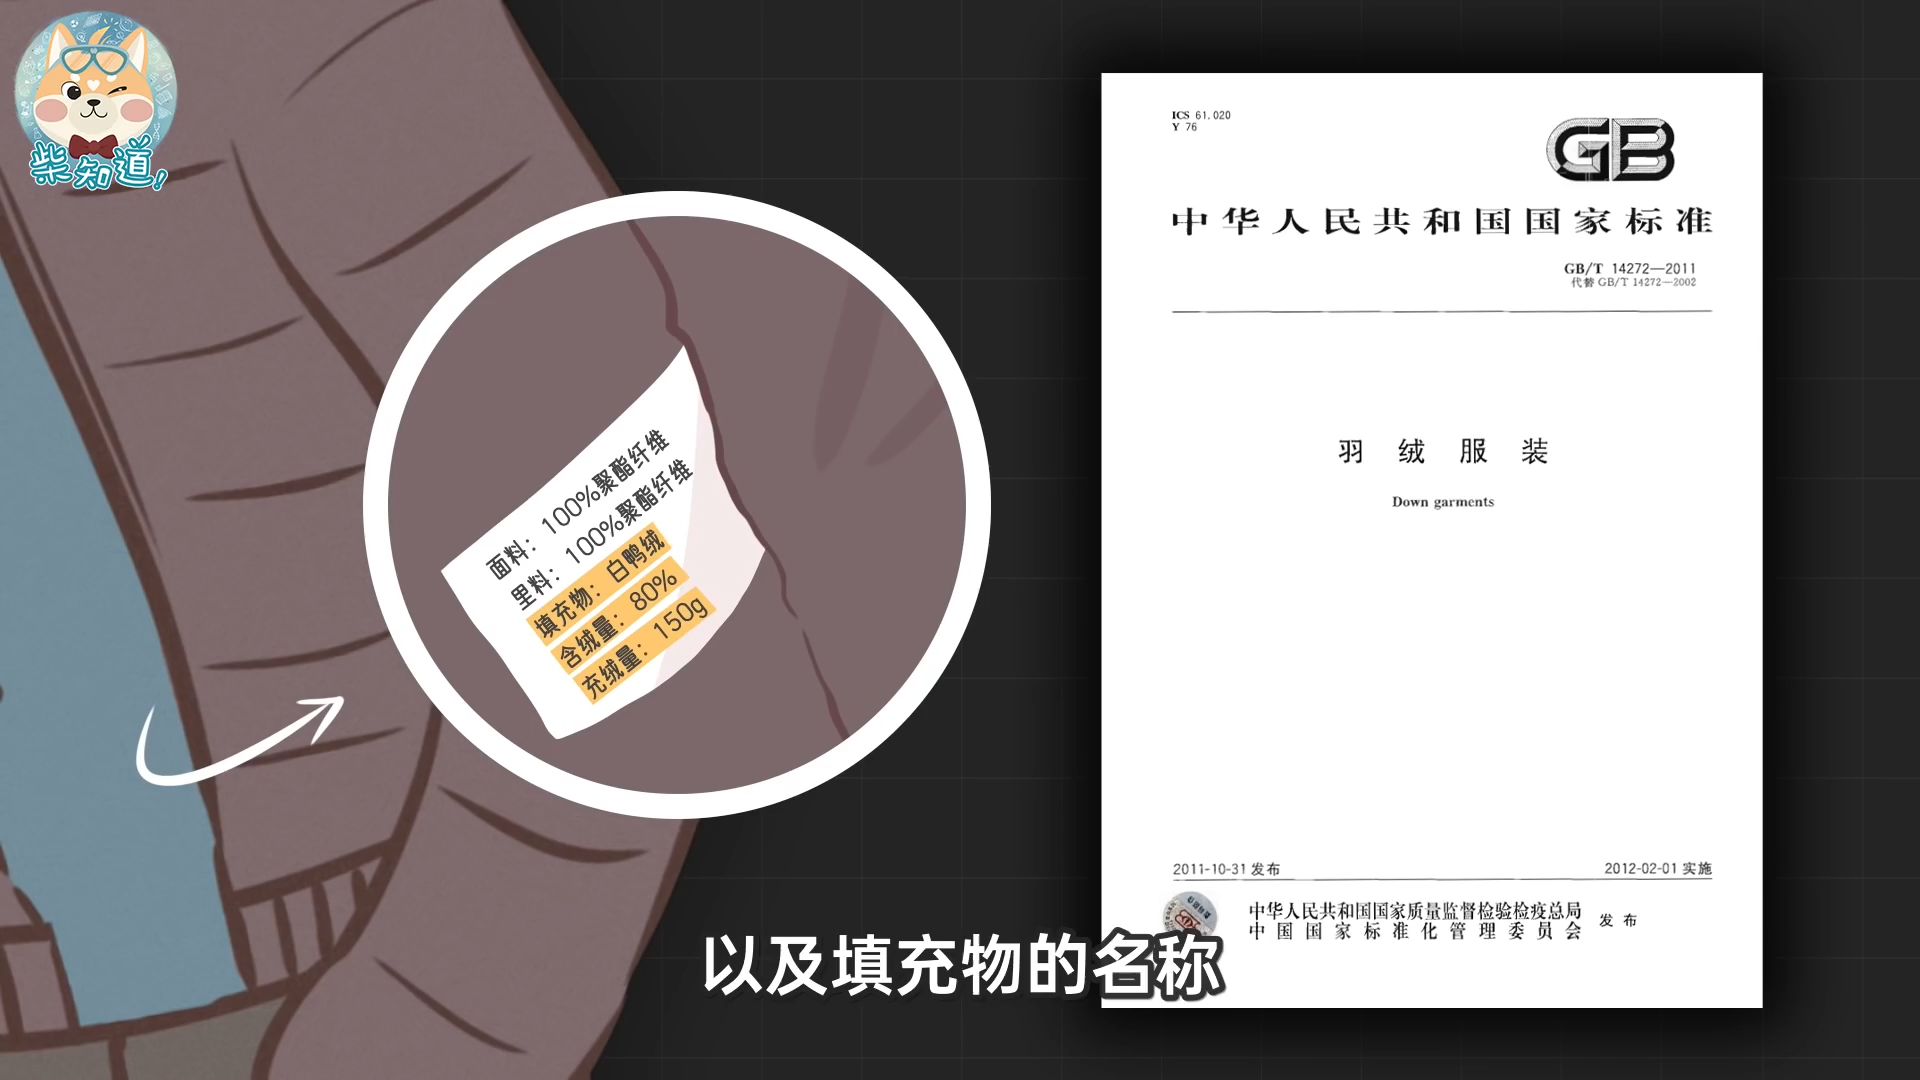 柴知道!
面料：100%聚酯纤维
里料：100%聚酯纤维
填充物：白鸭绒
含绒量：80%
充绒量：150g
ICS 61.020
Y 76
GB
中华人民共和国国家标准
GB/T 14272—2011
代替 GB/T 14272—2002
羽绒服装
Down garments
2011-10-31 发布
2012-02-01 实施
中华人民共和国国家质量监督检验检疫总局
中国国家标准化管理委员会
发布
以及填充物的名称